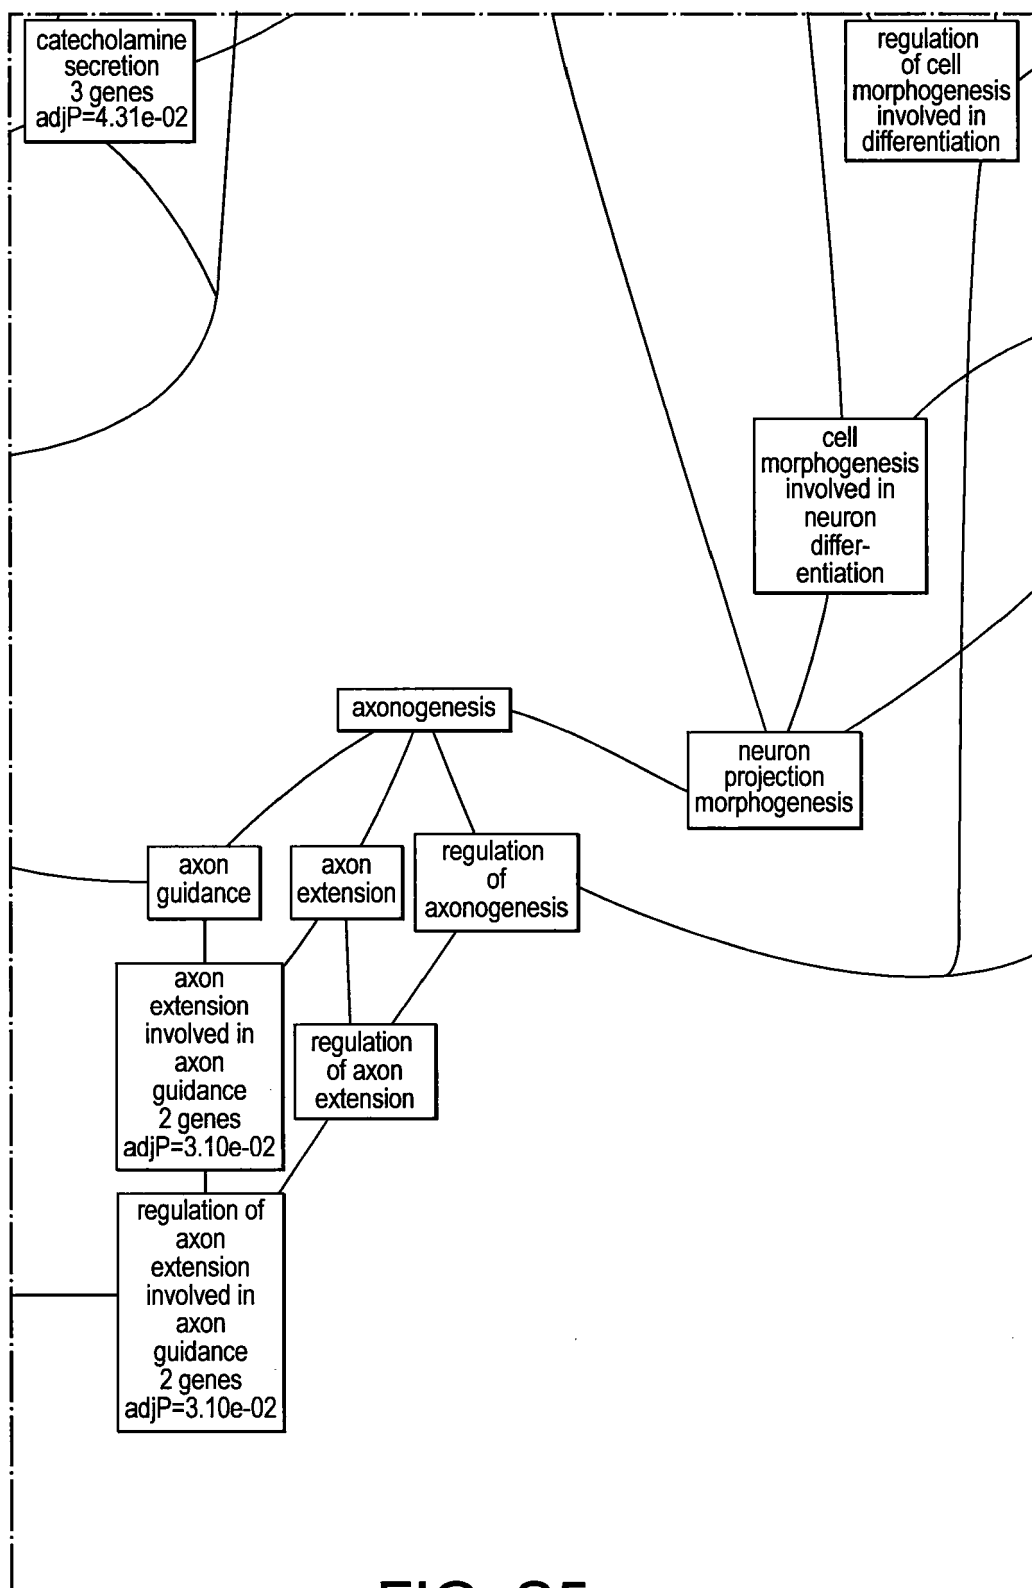 catecholamine
secretion
3 genes
adjP=4.31e-02
regulation
of cell
morphogenesis
involved in
differentiation
cell
morphogenesis
involved in
neuron
differ-
entiation
axonogenesis
neuron
projection
morphogenesis
axon
guidance
axon
extension
regulation
of
axonogenesis
axon
extension
involved in
axon
guidance
2 genes
adjP=3.10e-02
regulation
of axon
extension
regulation of
axon
extension
involved in
axon
guidance
2 genes
adjP=3.10e-02